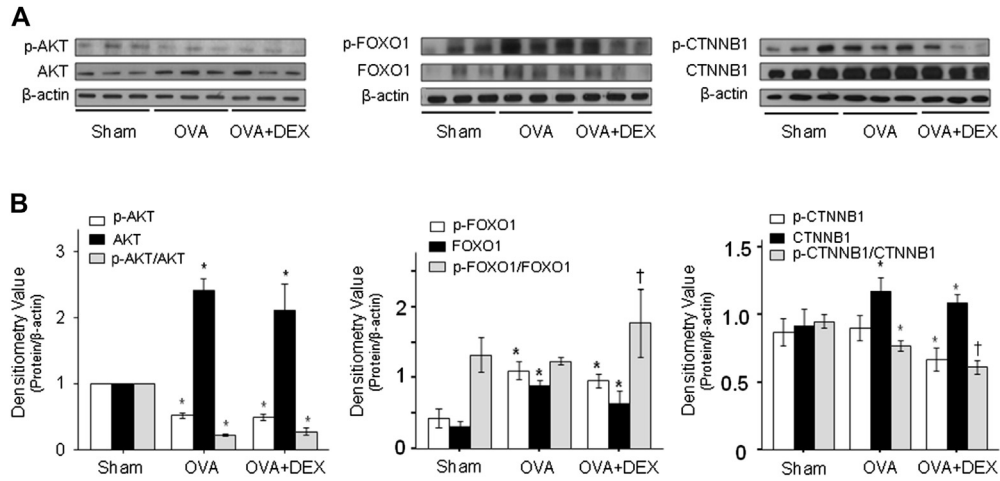 A
p-AKT
AKT
β-actin
Sham OVA OVA+DEX
p-FOXO1
FOXO1
β-actin
Sham OVA OVA+DEX
p-CTNNB1
CTNNB1
β-actin
Sham OVA OVA+DEX
B
p-AKT
AKT
p-AKT/AKT
Densitiometry Value
(Protein/β-actin)
3
2
1
0
* * * * * *
Sham OVA OVA+DEX
p-FOXO1
FOXO1
p-FOXO1/FOXO1
Densitiometry Value
(Protein/β-actin)
2
1
0
* * * * †
Sham OVA OVA+DEX
p-CTNNB1
CTNNB1
p-CTNNB1/CTNNB1
Densitiometry Value
(Protein/β-actin)
1.5
1.0
0.5
0
* * * * †
Sham OVA OVA+DEX